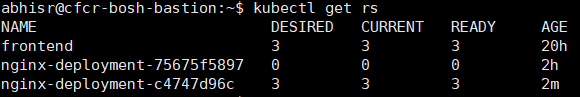 abhisr@cfcr-bosh-bastion:~$ kubectl get rs
NAME DESIRED CURRENT READY AGE
frontend 3 3 3 20h
nginx-deployment-75675f5897 0 0 0 2h
nginx-deployment-c4747d96c 3 3 3 2m